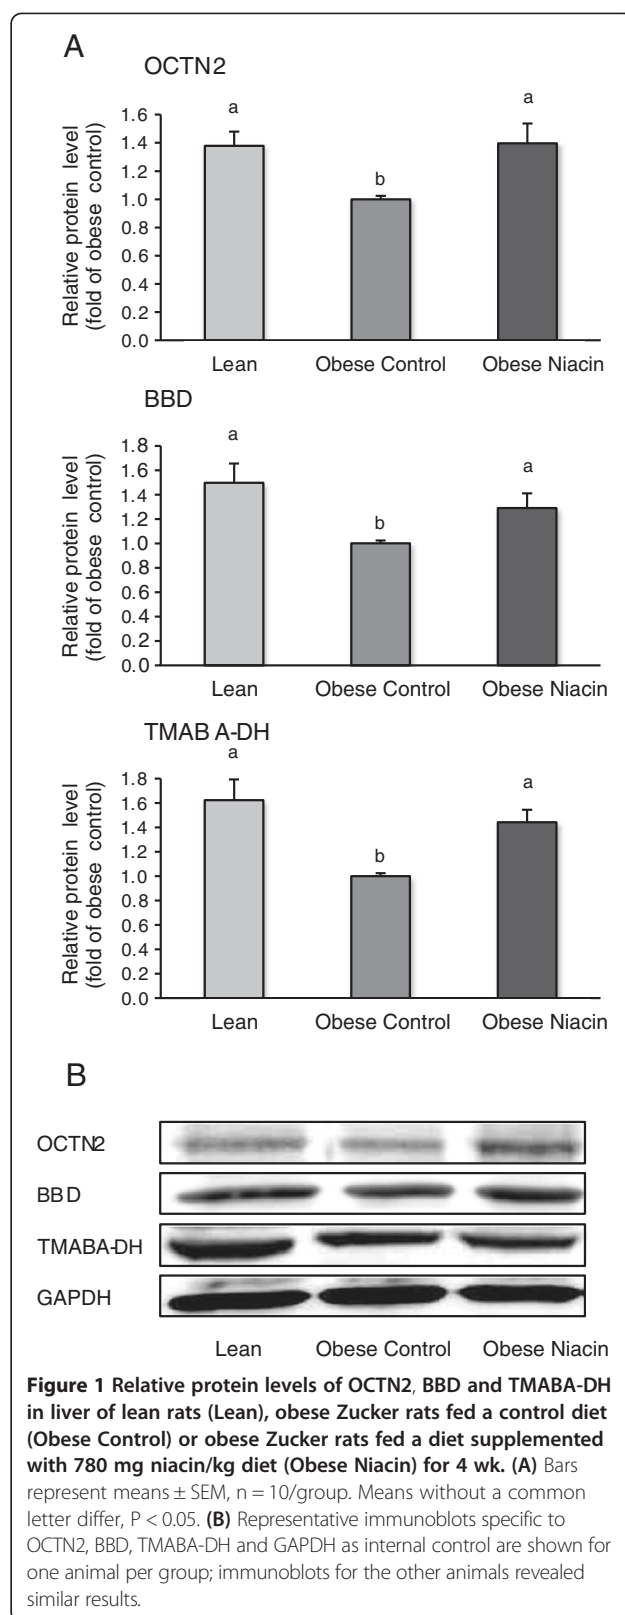 A
OCTN2
Relative protein level
(fold of obese control)
1.6
1.4
1.2
1.0
0.8
0.6
0.4
0.2
0.0
a
b
a
Lean Obese Control Obese Niacin
BBD
Relative protein level
(fold of obese control)
1.8
1.6
1.4
1.2
1.0
0.8
0.6
0.4
0.2
0.0
a
b
a
Lean Obese Control Obese Niacin
TMAB A-DH
Relative protein level
(fold of obese control)
1.8
1.6
1.4
1.2
1.0
0.8
0.6
0.4
0.2
0.0
a
b
a
Lean Obese Control Obese Niacin
B
OCTN2
BBD
TMABA-DH
GAPDH
Lean Obese Control Obese Niacin
Figure 1 Relative protein levels of OCTN2, BBD and TMABA-DH
in liver of lean rats (Lean), obese Zucker rats fed a control diet
(Obese Control) or obese Zucker rats fed a diet supplemented
with 780 mg niacin/kg diet (Obese Niacin) for 4 wk. (A) Bars
represent means ± SEM, n = 10/group. Means without a common
letter differ, P < 0.05. (B) Representative immunoblots specific to
OCTN2, BBD, TMABA-DH and GAPDH as internal control are shown for
one animal per group; immunoblots for the other animals revealed
similar results.